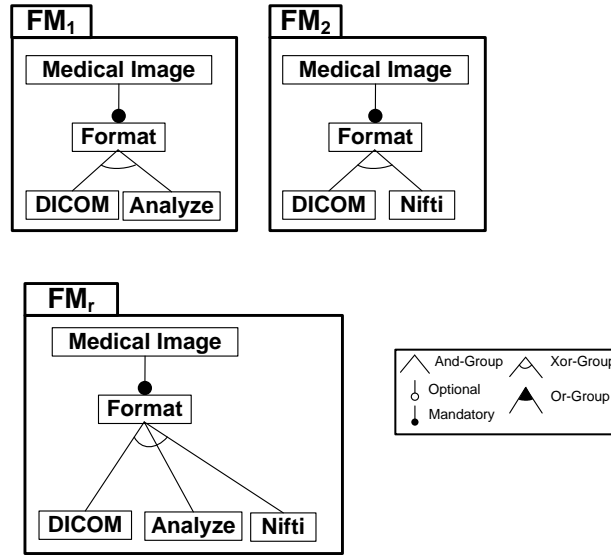 FM1
Medical Image
Format
DICOM
Analyze
FM2
Medical Image
Format
DICOM
Nifti
FMr
Medical Image
Format
DICOM
Analyze
Nifti
And-Group
Xor-Group
Optional
Or-Group
Mandatory